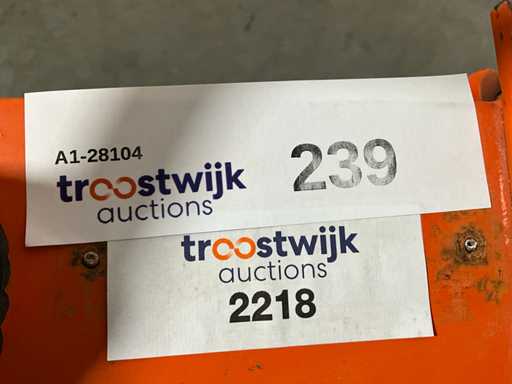 A1-28104
troostwijk
auctions
239
troostwijk
auctions
2218